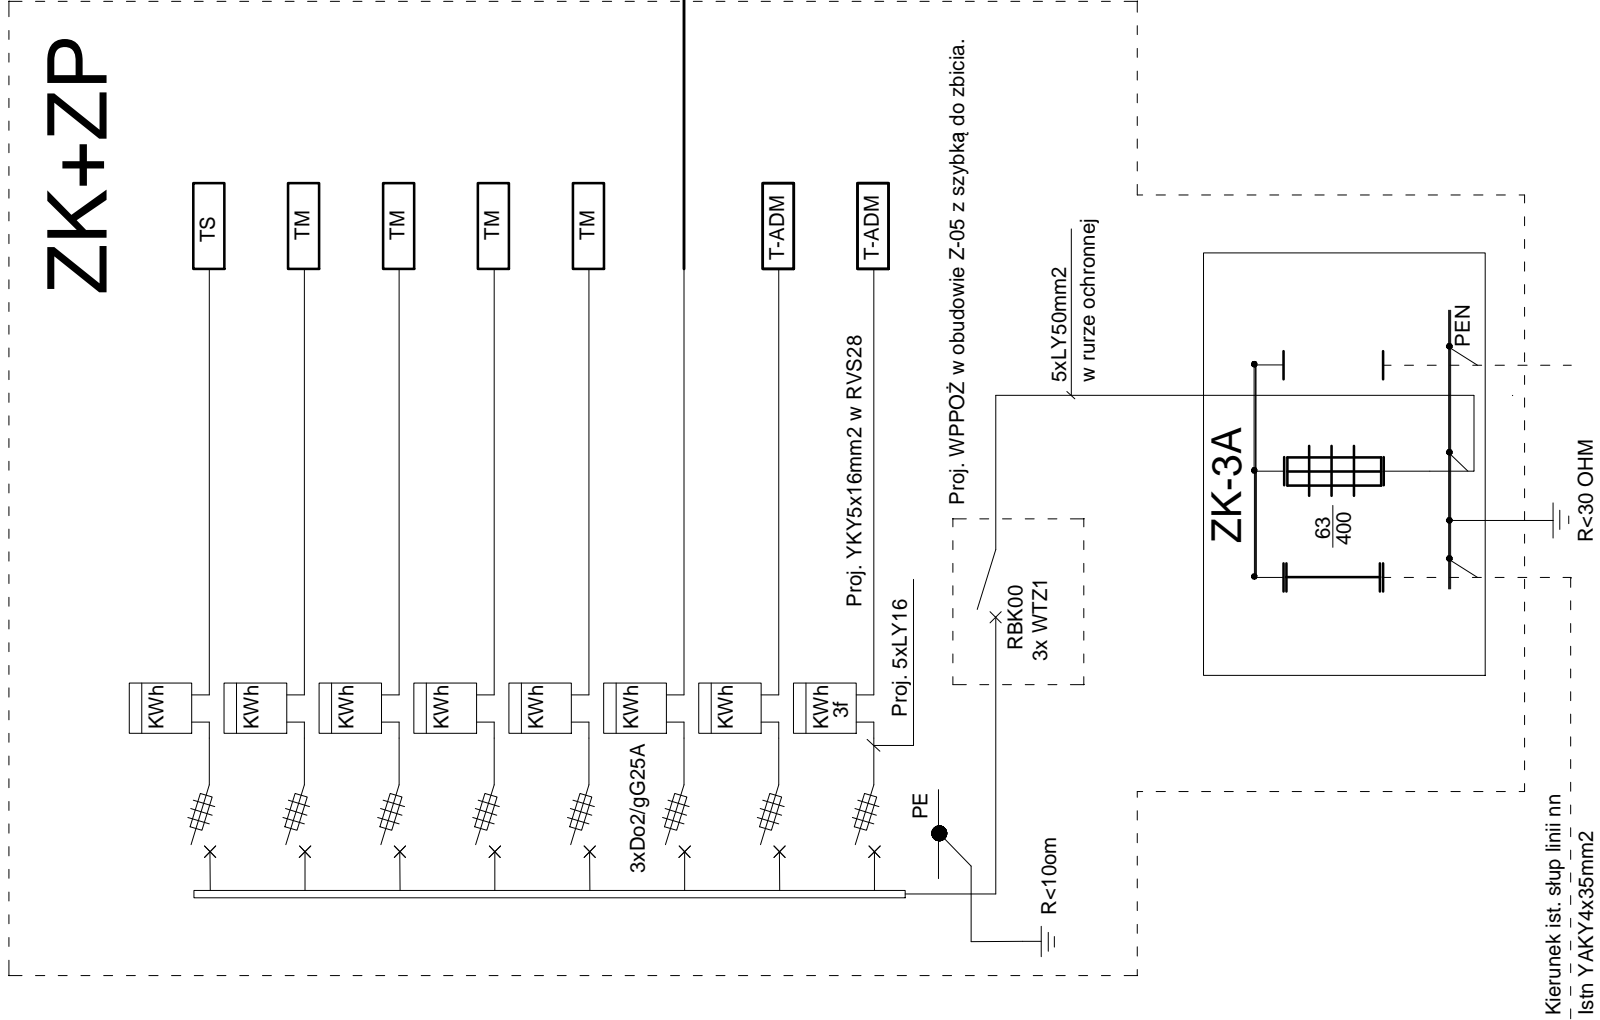 ZK+ZP
TS
TM
TM
TM
TM
T-ADM
T-ADM
KWh
KWh
KWh
KWh
KWh
KWh
KWh
KWh
3f
3xDo2/gG25A
Proj. YKY5x16mm2 w RVS28
Proj. 5xLY16
PE
R<10om
Proj. WPPOŻ w obudowie Z-05 z szybką do zbicia.
RBK00
3x WTZ1
5xLY50mm2
w rurze ochronnej
ZK-3A
63
400
PEN
R<30 OHM
Kierunek ist. słup linii nn
Istn YAKY4x35mm2